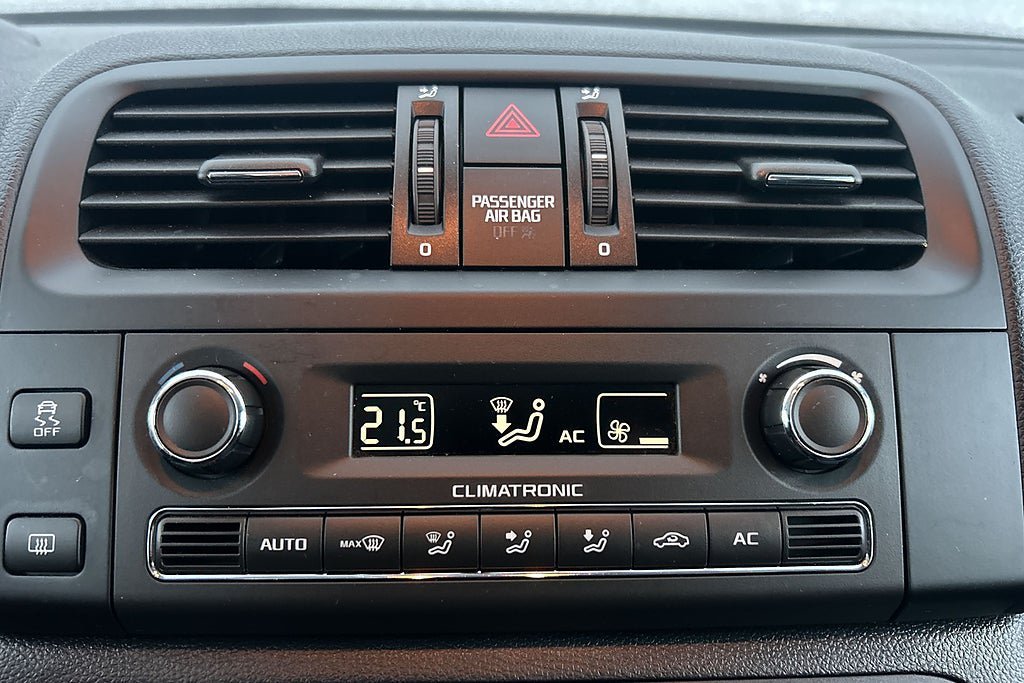 PASSENGER
AIR BAG
OFF
0
0
OFF
21.5 °C
AC
CLIMATRONIC
AUTO
MAX
AC